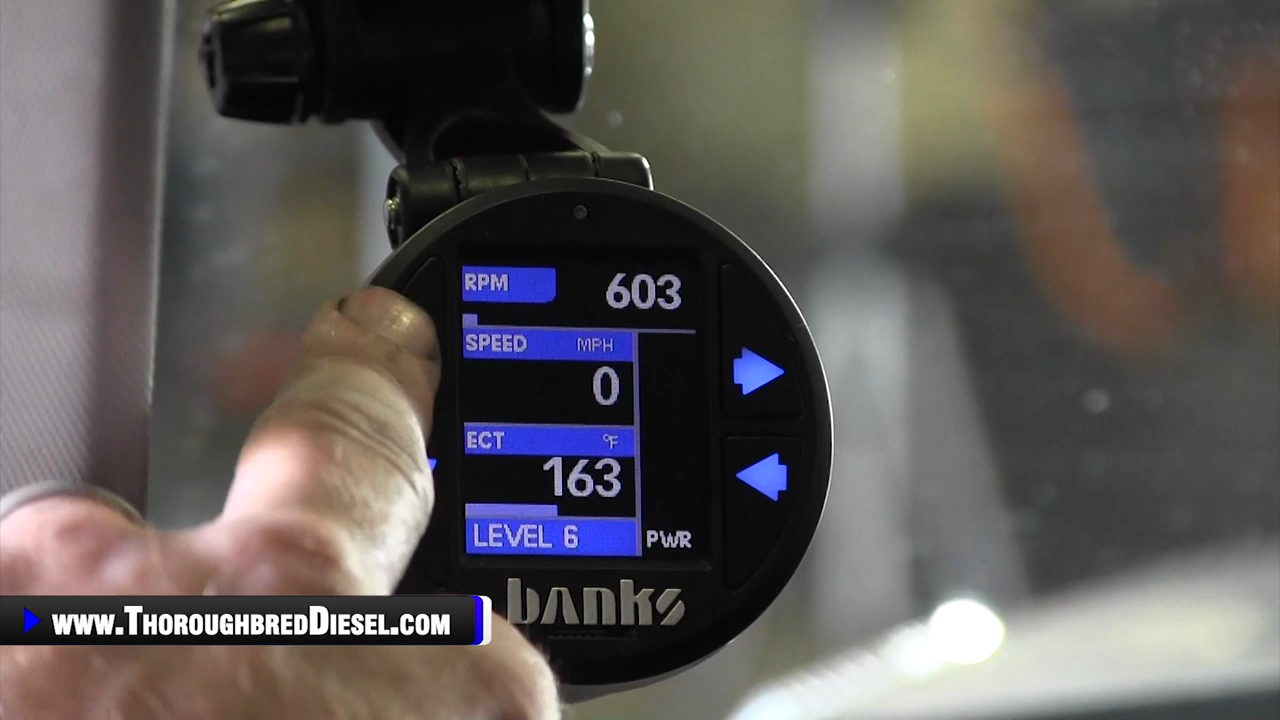 RPM 603
SPEED MPH
0
ECT °F
163
LEVEL 6 PWR
banks
www.ThoroughbredDiesel.com